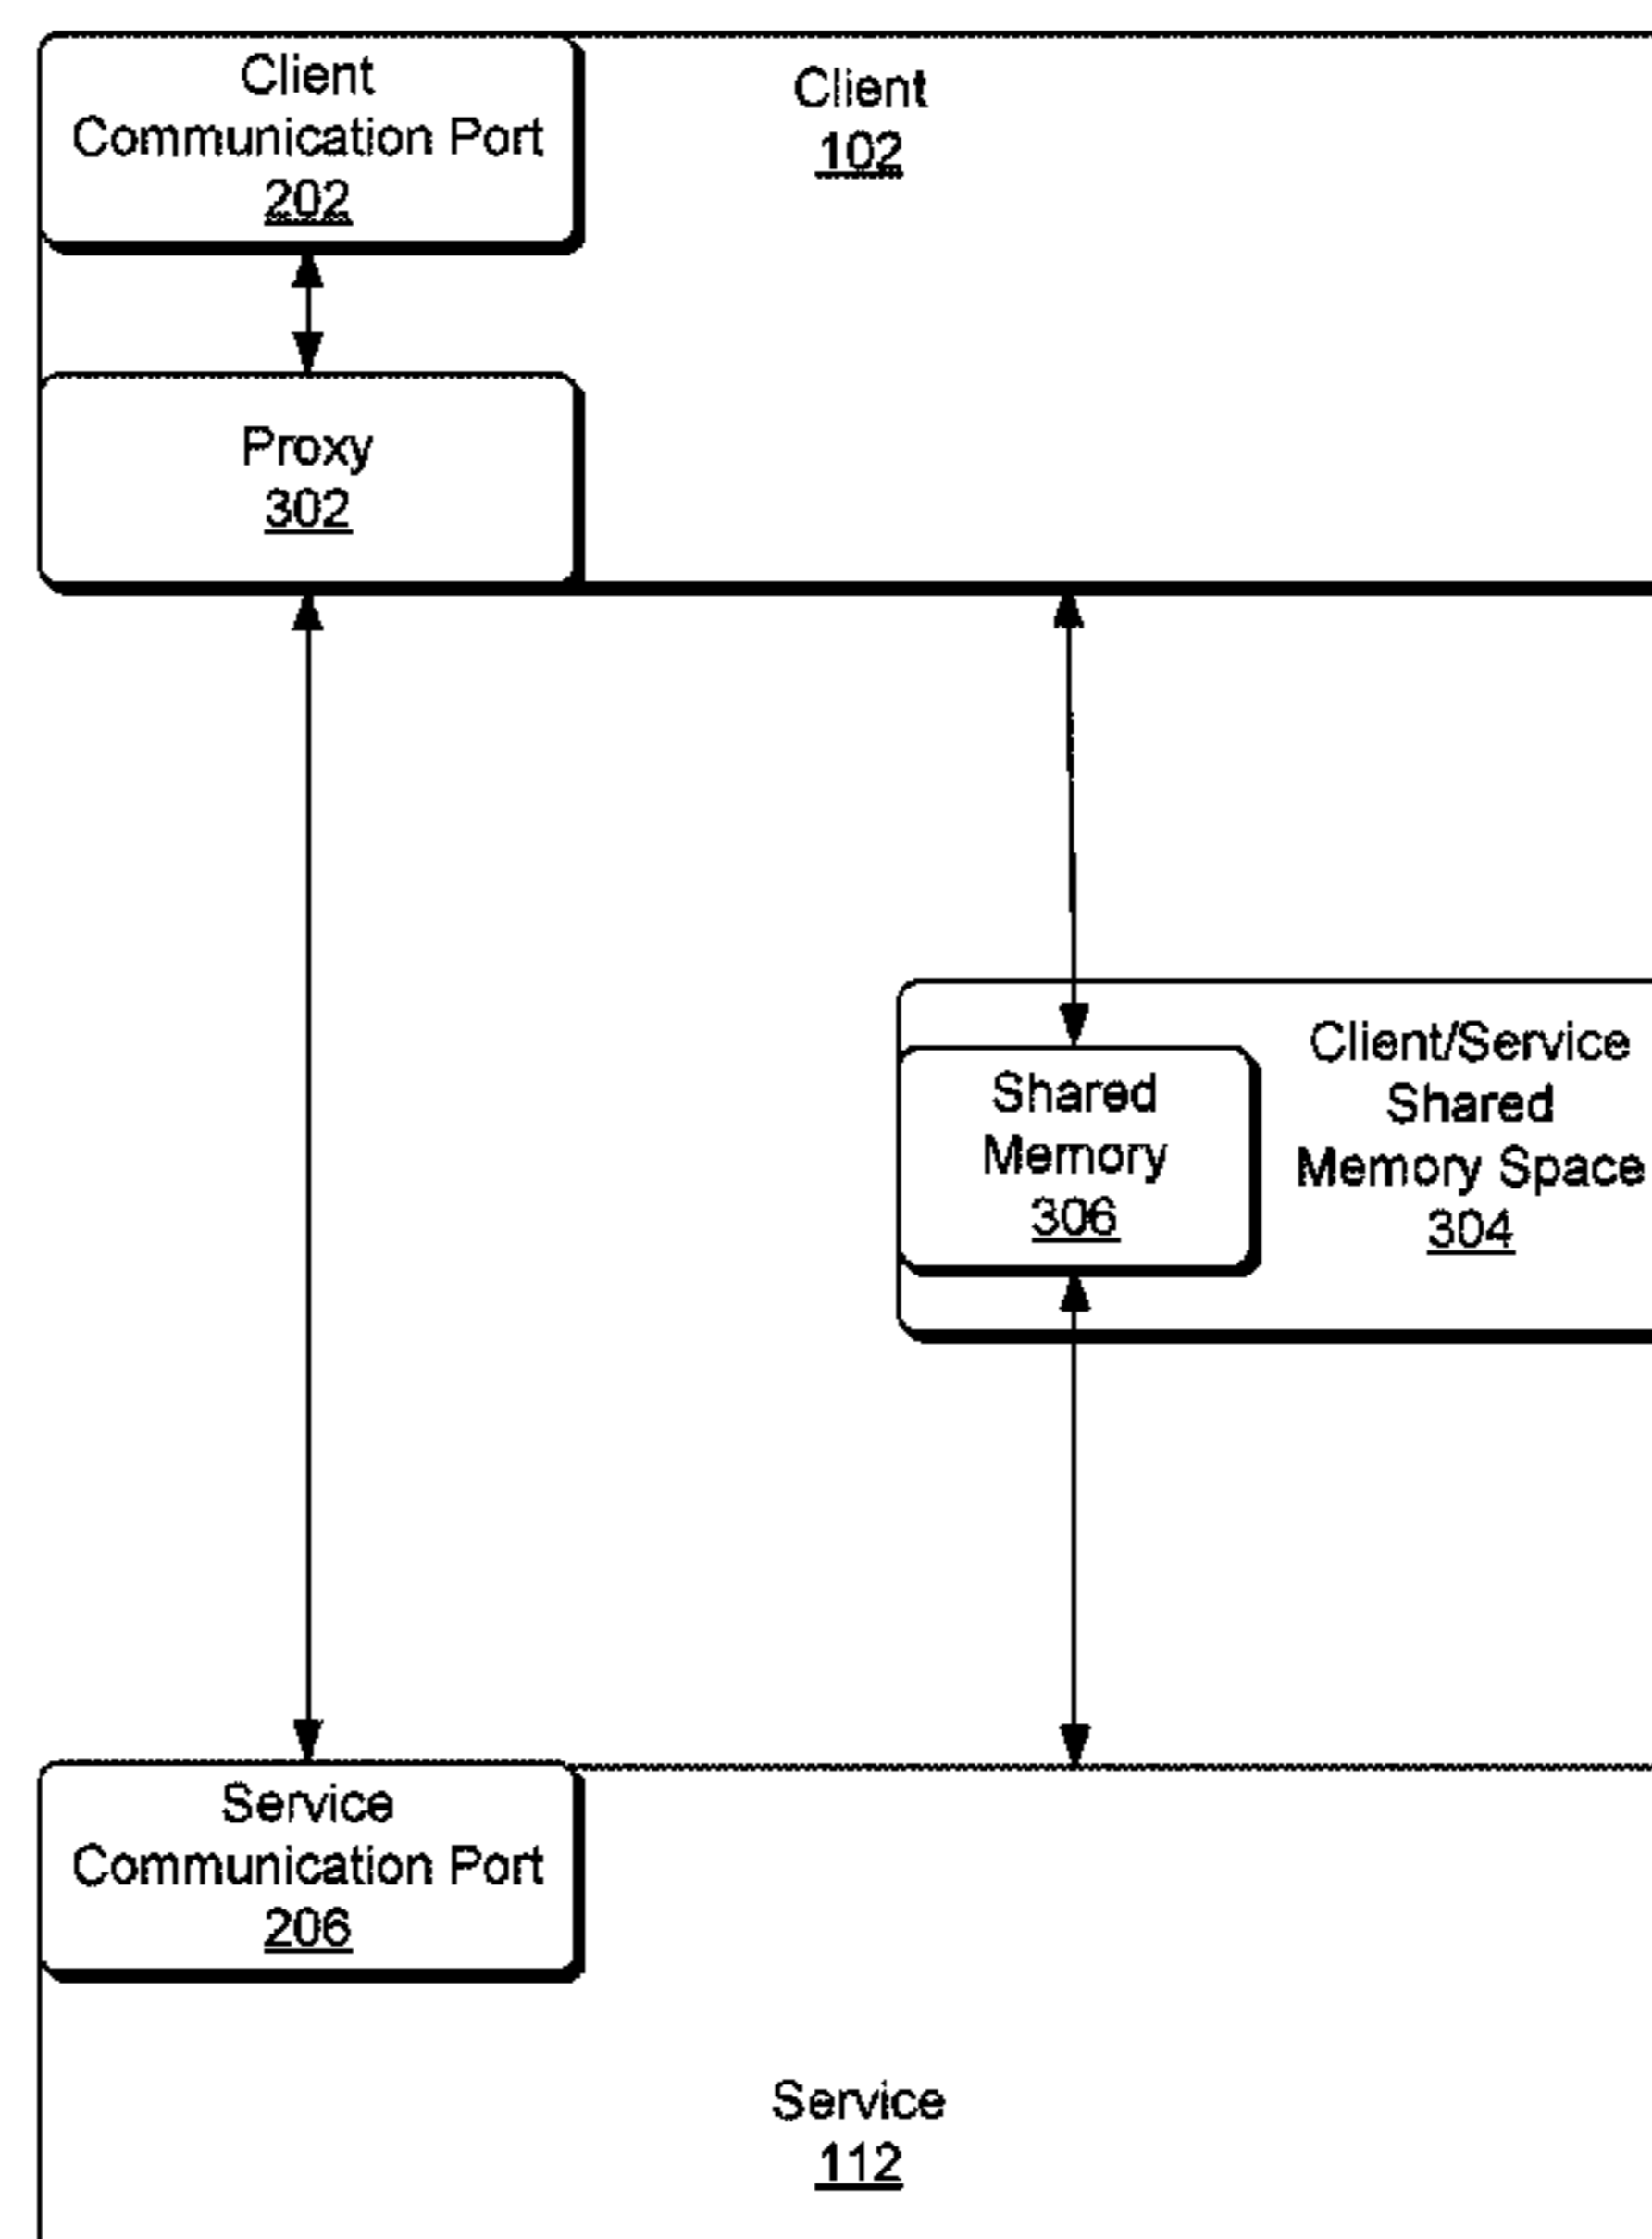 Client
Communication Port
202
Client
102
Proxy
302
Shared
Memory
306
Client/Service
Shared
Memory Space
304
Service
Communication Port
206
Service
112